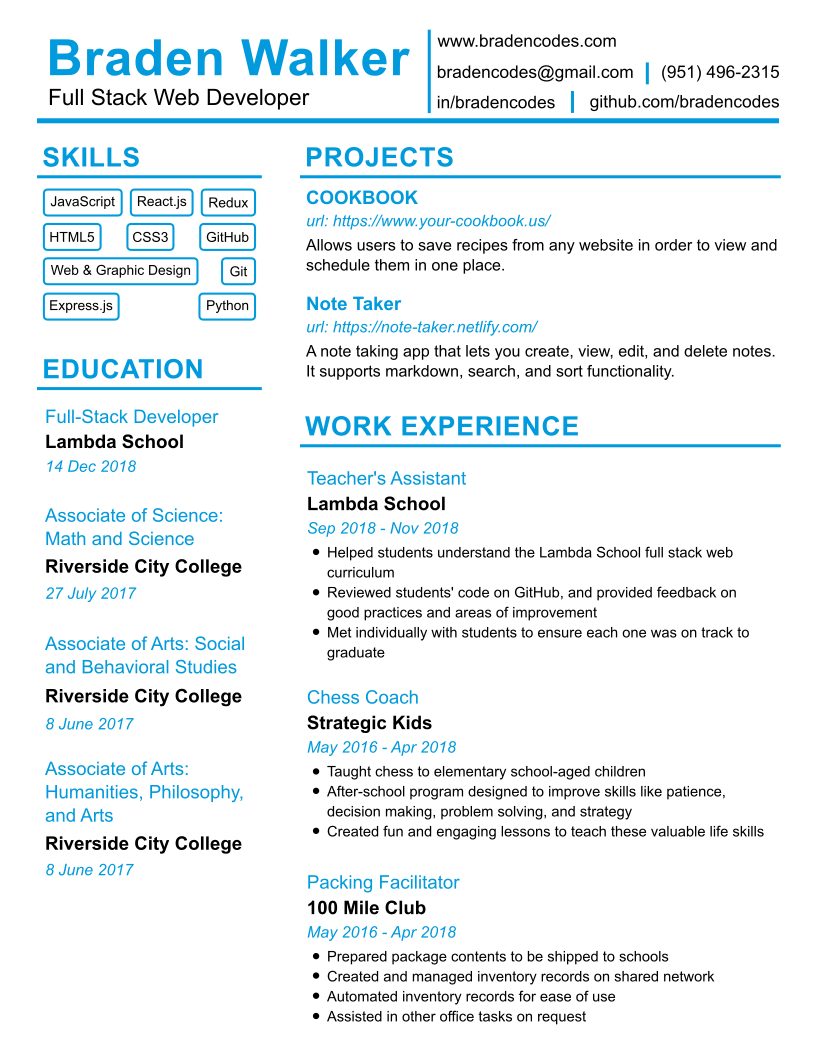 Braden Walker
Full Stack Web Developer
www.bradencodes.com
bradencodes@gmail.com
(951) 496-2315
in/bradencodes
github.com/bradencodes
SKILLS
JavaScript
React.js
Redux
HTML5
CSS3
GitHub
Web & Graphic Design
Git
Express.js
Python
EDUCATION
Full-Stack Developer
Lambda School
14 Dec 2018
Associate of Science:
Math and Science
Riverside City College
27 July 2017
Associate of Arts: Social
and Behavioral Studies
Riverside City College
8 June 2017
Associate of Arts:
Humanities, Philosophy,
and Arts
Riverside City College
8 June 2017
PROJECTS
COOKBOOK
url: https://www.your-cookbook.us/
Allows users to save recipes from any website in order to view and
schedule them in one place.
Note Taker
url: https://note-taker.netlify.com/
A note taking app that lets you create, view, edit, and delete notes.
It supports markdown, search, and sort functionality.
WORK EXPERIENCE
Teacher's Assistant
Lambda School
Sep 2018 - Nov 2018
● Helped students understand the Lambda School full stack web
curriculum
● Reviewed students' code on GitHub, and provided feedback on
good practices and areas of improvement
● Met individually with students to ensure each one was on track to
graduate
Chess Coach
Strategic Kids
May 2016 - Apr 2018
● Taught chess to elementary school-aged children
● After-school program designed to improve skills like patience,
decision making, problem solving, and strategy
● Created fun and engaging lessons to teach these valuable life skills
Packing Facilitator
100 Mile Club
May 2016 - Apr 2018
● Prepared package contents to be shipped to schools
● Created and managed inventory records on shared network
● Automated inventory records for ease of use
● Assisted in other office tasks on request